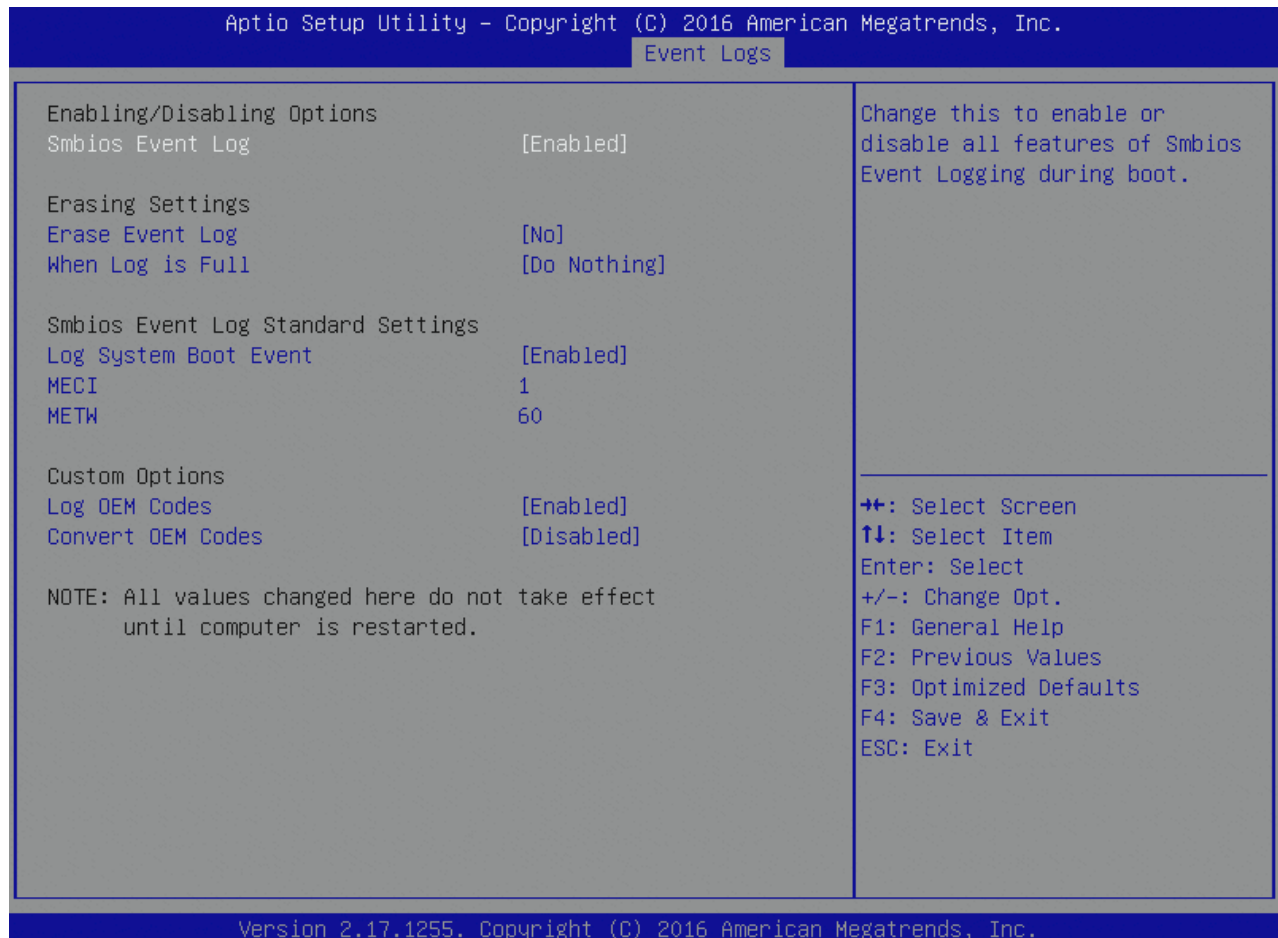 Aptio Setup Utility – Copyright (C) 2016 American Megatrends, Inc.
Event Logs
Enabling/Disabling Options
Smbios Event Log [Enabled]
Erasing Settings
Erase Event Log [No]
When Log is Full [Do Nothing]
Smbios Event Log Standard Settings
Log System Boot Event [Enabled]
MECI 1
METW 60
Custom Options
Log OEM Codes [Enabled]
Convert OEM Codes [Disabled]
NOTE: All values changed here do not take effect
until computer is restarted.
Change this to enable or
disable all features of Smbios
Event Logging during boot.
→←: Select Screen
↑↓: Select Item
Enter: Select
+/-: Change Opt.
F1: General Help
F2: Previous Values
F3: Optimized Defaults
F4: Save & Exit
ESC: Exit
Version 2.17.1255. Copyright (C) 2016 American Megatrends, Inc.